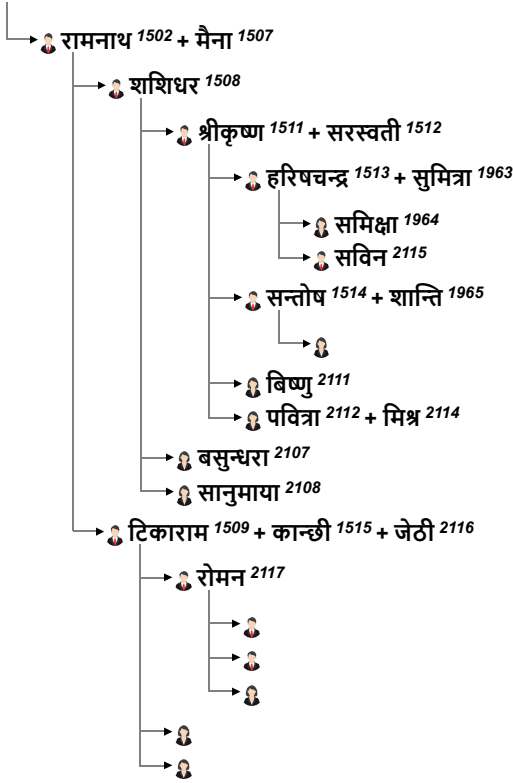 रामनाथ 1502 + मैना 1507
शशिधर 1508
श्रीकृष्ण 1511 + सरस्वती 1512
हरिषचन्द्र 1513 + सुमित्रा 1963
समिक्षा 1964
सविन 2115
सन्तोष 1514 + शान्ति 1965
बिष्णु 2111
पवित्रा 2112 + मिश्र 2114
बसुन्धरा 2107
सानुमाया 2108
टिकाराम 1509 + कान्छी 1515 + जेठी 2116
रोमन 2117